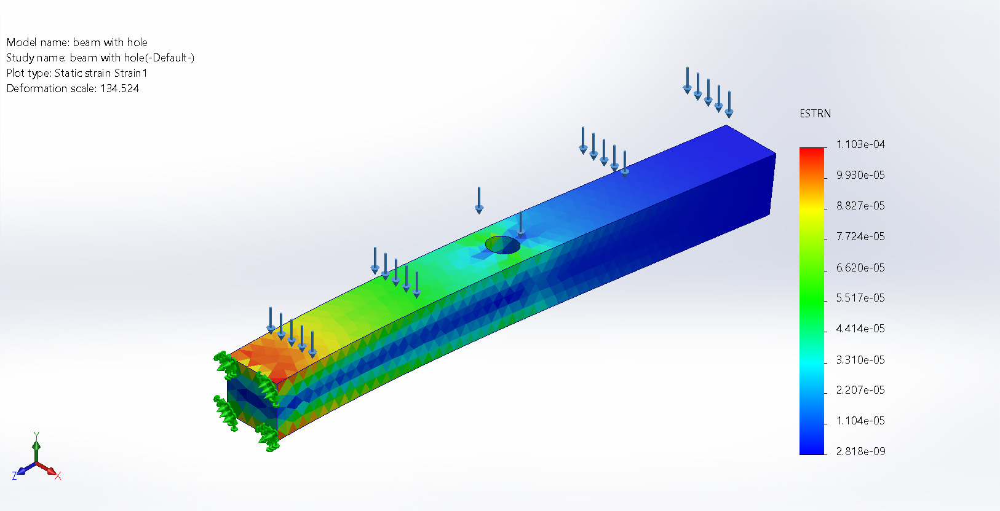 Model name: beam with hole
Study name: beam with hole(-Default-)
Plot type: Static strain Strain1
Deformation scale: 134.524
ESTRN
1.103e-04
9.930e-05
8.827e-05
7.724e-05
6.620e-05
5.517e-05
4.414e-05
3.310e-05
2.207e-05
1.104e-05
2.818e-09
Y
Z
X